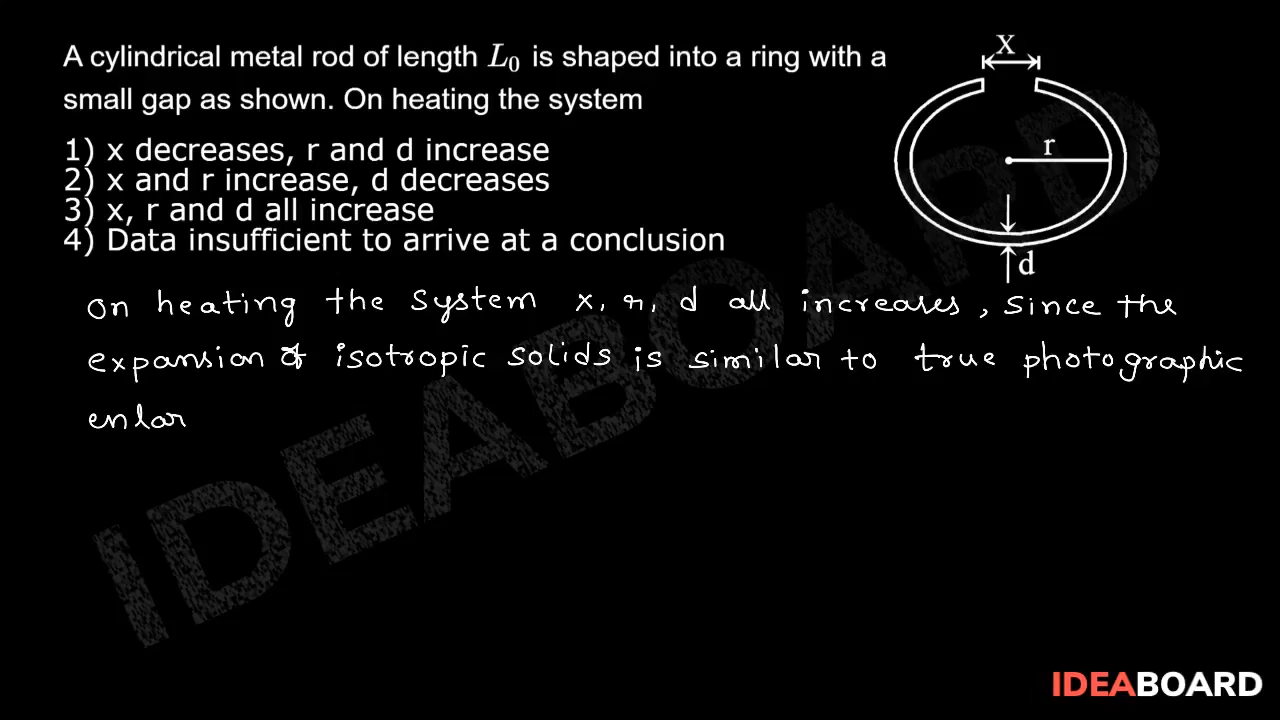 A cylindrical metal rod of length L₀ is shaped into a ring with a
small gap as shown. On heating the system
1) x decreases, r and d increase
2) x and r increase, d decreases
3) x, r and d all increase
4) Data insufficient to arrive at a conclusion
X
r
d
on heating the system x, r, d all increases, since the
expansion of isotropic solids is similar to true photographic
enlar
IDEABOARD
IDEABOARD